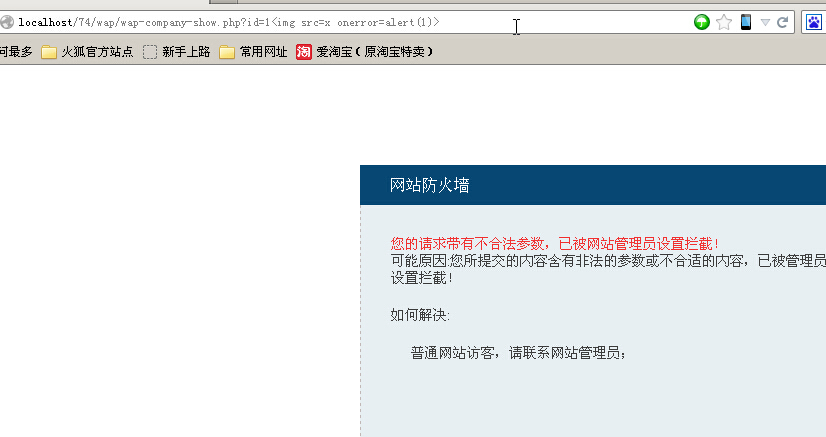 localhost/74/wap/wap-company-show.php?id=1<img src=x onerror=alert(1)>
何最多 火狐官方站点 新手上路 常用网址 淘 爱淘宝（原淘宝特卖）
网站防火墙
您的请求带有不合法参数，已被网站管理员设置拦截！
可能原因:您所提交的内容含有非法的参数或不合适的内容，已被管理员
设置拦截！
如何解决:
普通网站访客，请联系网站管理员；